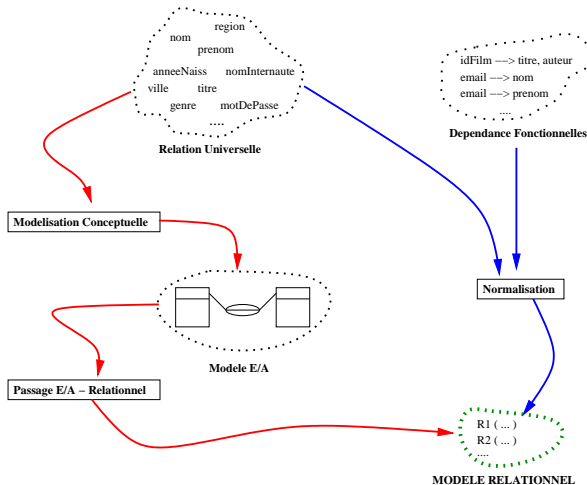 region
nom
prenom
anneeNaiss nomInternaute
ville titre
genre motDePasse
....
Relation Universelle
idFilm −−> titre, auteur
email −−> nom
email −−> prenom
....
Dependance Fonctionnelles
Modelisation Conceptuelle
Normalisation
Modele E/A
Passage E/A − Relationnel
R1 ( ... )
R2 ( ... )
....
MODELE RELATIONNEL